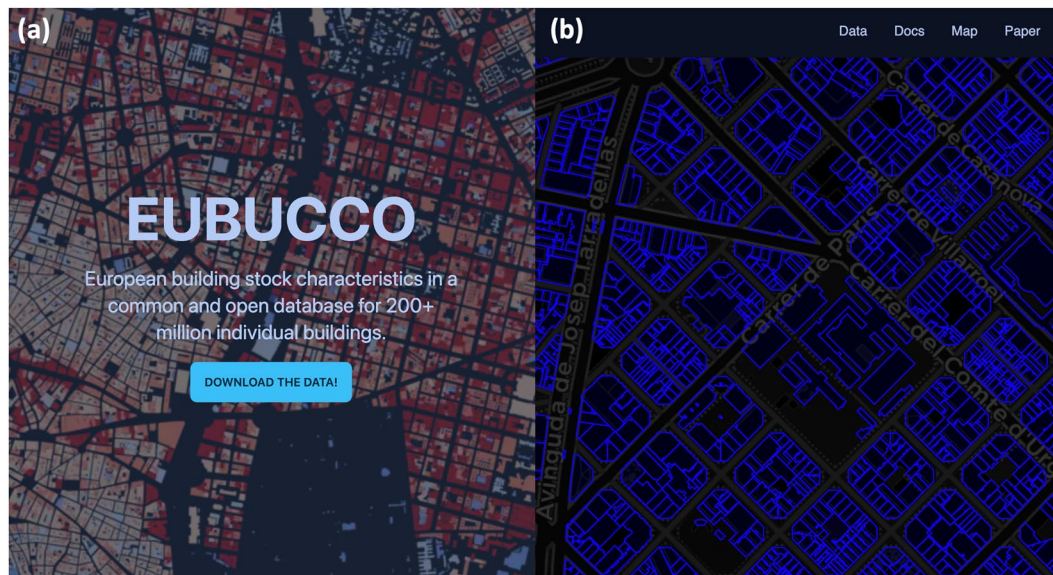 (a)
EUBUCCO
European building stock characteristics in a
common and open database for 200+
million individual buildings.
DOWNLOAD THE DATA!
(b)
Data Docs Map Paper
Carrer de Casanova
Avinguda de Josep Tarradellas
Carrer de París
Carrer de Villarroel
Carrer del Comte d'Urg